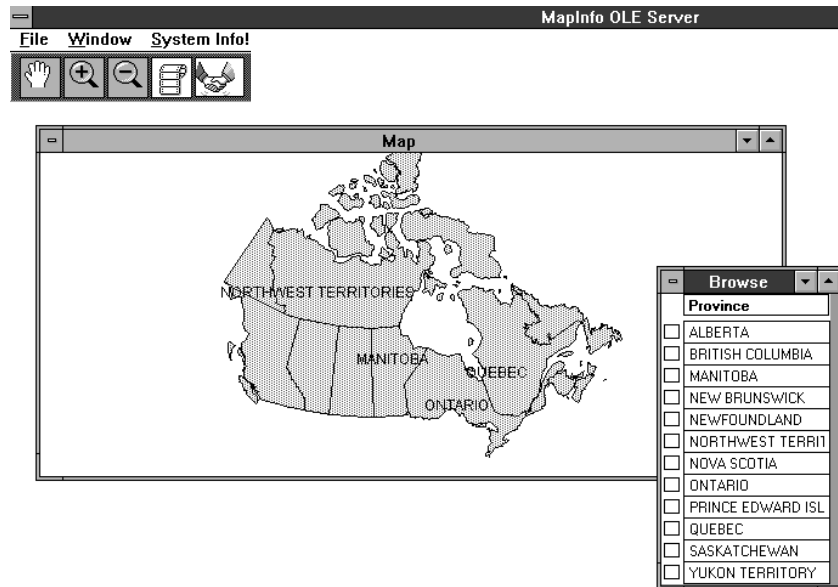 MapInfo OLE Server
File Window System Info!
Map
NORTHWEST TERRITORIES
MANITOBA
QUEBEC
ONTARIO
Browse
Province
ALBERTA
BRITISH COLUMBIA
MANITOBA
NEW BRUNSWICK
NEWFOUNDLAND
NORTHWEST TERRIT
NOVA SCOTIA
ONTARIO
PRINCE EDWARD ISL
QUEBEC
SASKATCHEWAN
YUKON TERRITORY